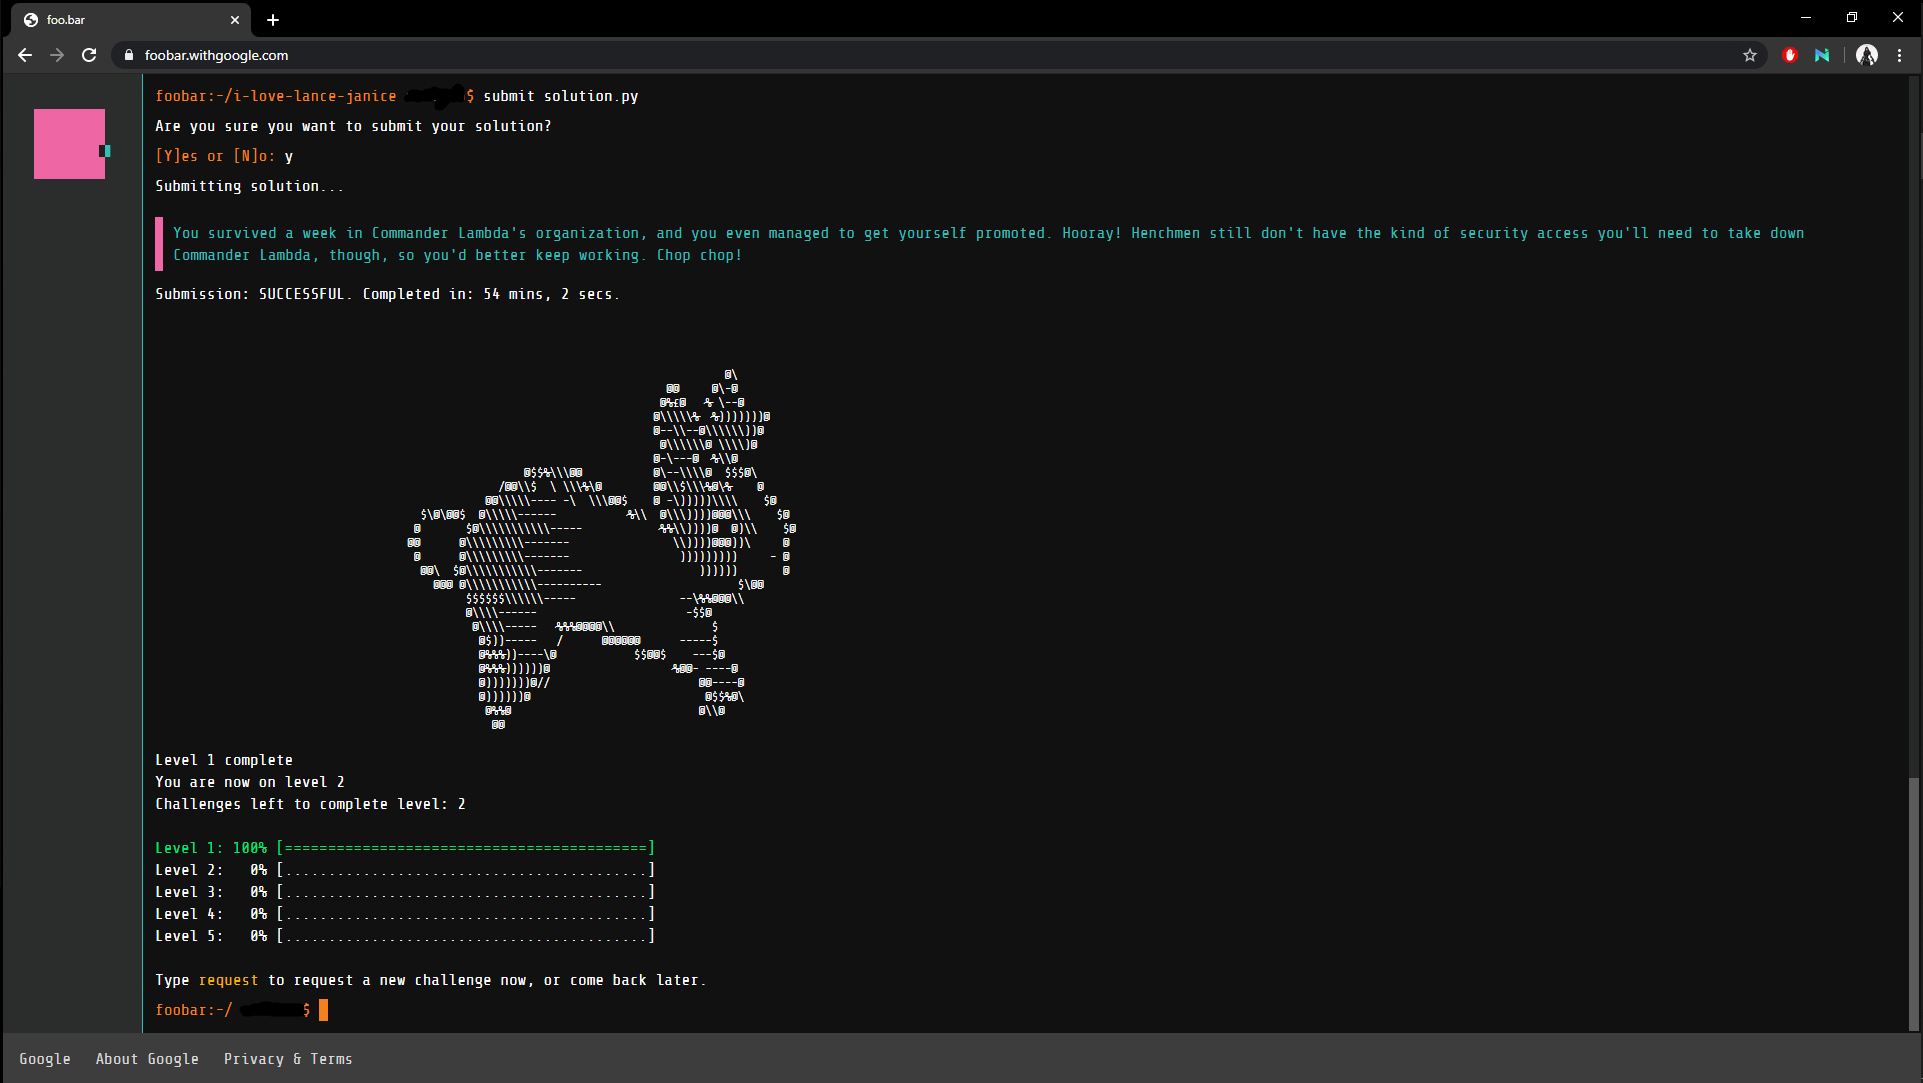 foo.bar
foobar.withgoogle.com
foobar:~/i-love-lance-janice $ submit solution.py
Are you sure you want to submit your solution?
[Y]es or [N]o: y
Submitting solution...
You survived a week in Commander Lambda's organization, and you even managed to get yourself promoted. Hooray! Henchmen still don't have the kind of security access you'll need to take down
Commander Lambda, though, so you'd better keep working. Chop chop!
Submission: SUCCESSFUL. Completed in: 54 mins, 2 secs.
Level 1 complete
You are now on level 2
Challenges left to complete level: 2
Level 1: 100% [==========================================]
Level 2:   0% [..........................................]
Level 3:   0% [..........................................]
Level 4:   0% [..........................................]
Level 5:   0% [..........................................]
Type request to request a new challenge now, or come back later.
foobar:~/ $
Google About Google Privacy & Terms